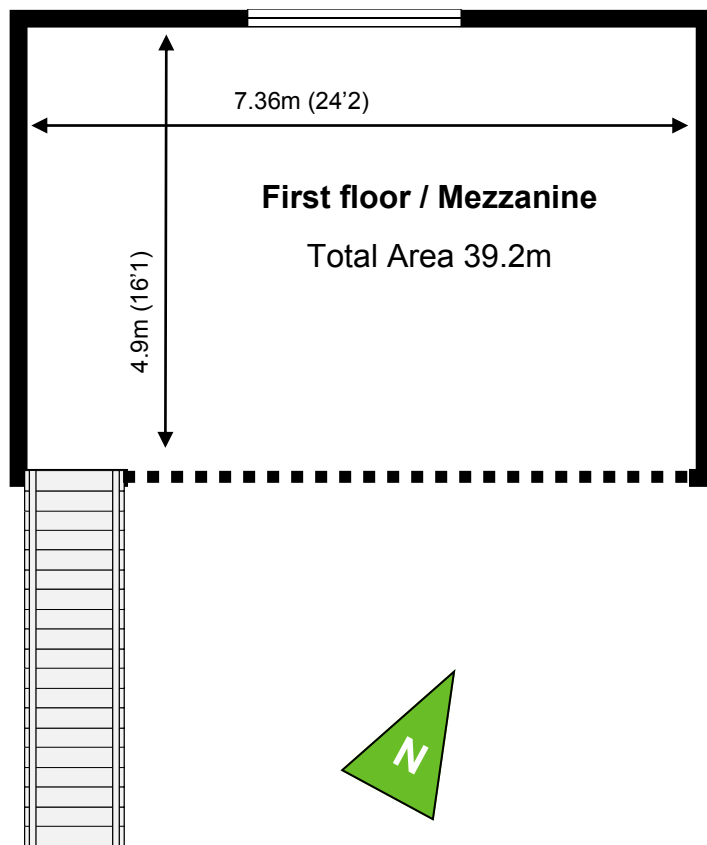 7.36m (24’2)
First floor / Mezzanine
Total Area 39.2m
4.9m (16’1)
N